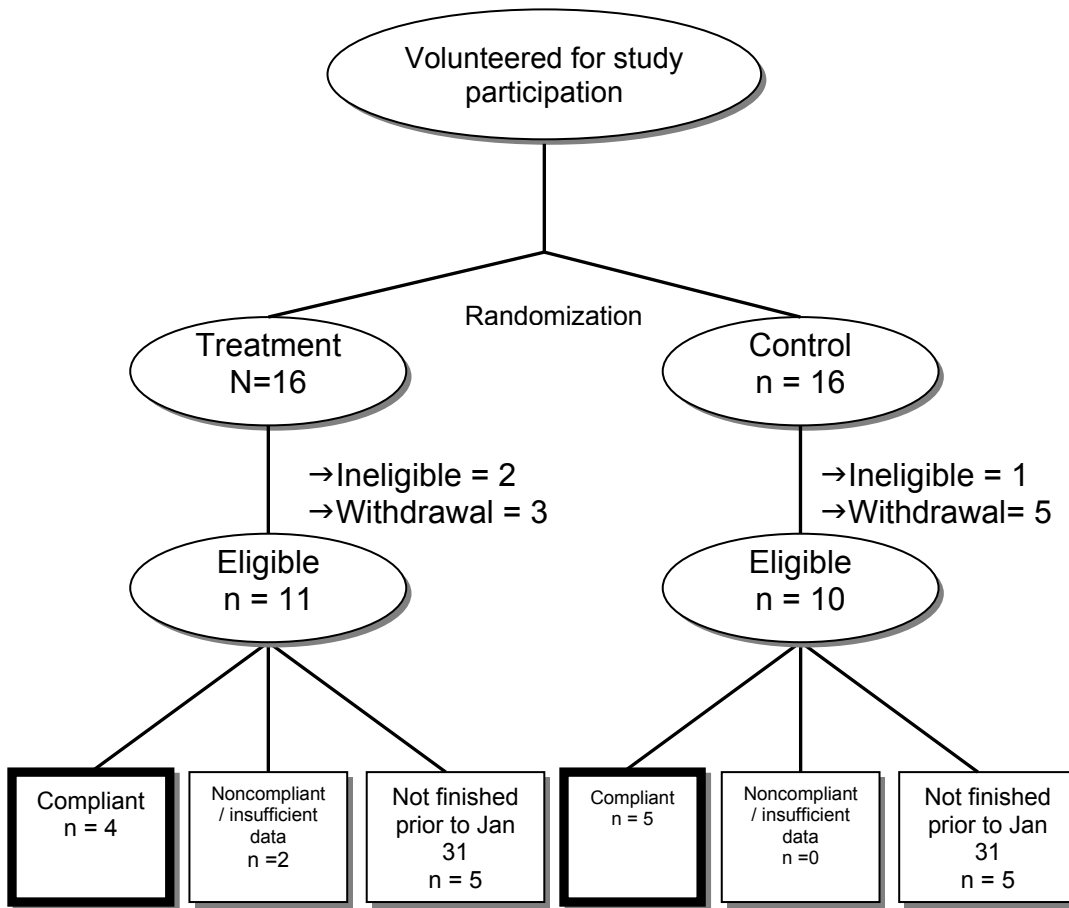 Volunteered for study
participation
Randomization
Treatment
N=16
Control
n = 16
→Ineligible = 2
→Withdrawal = 3
→Ineligible = 1
→Withdrawal= 5
Eligible
n = 11
Eligible
n = 10
Compliant
n = 4
Noncompliant
/ insufficient
data
n =2
Not finished
prior to Jan
31
n = 5
Compliant
n = 5
Noncompliant
/ insufficient
data
n =0
Not finished
prior to Jan
31
n = 5